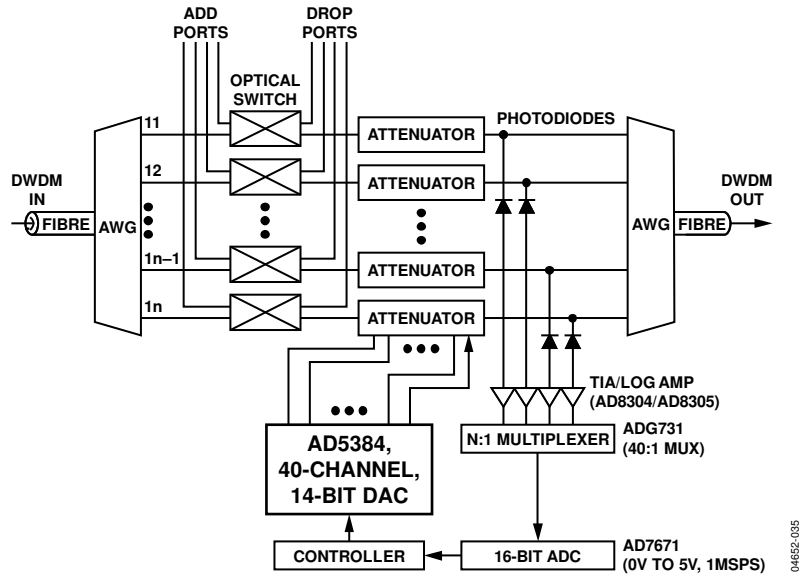 ADD
PORTS
DROP
PORTS
OPTICAL
SWITCH
PHOTODIODES
11
ATTENUATOR
12
ATTENUATOR
DWDM
IN
FIBRE
AWG
AWG
FIBRE
DWDM
OUT
1n–1
ATTENUATOR
1n
ATTENUATOR
TIA/LOG AMP
(AD8304/AD8305)
AD5384,
40-CHANNEL,
14-BIT DAC
N:1 MULTIPLEXER
ADG731
(40:1 MUX)
CONTROLLER
16-BIT ADC
AD7671
(0V TO 5V, 1MSPS)
04652-035